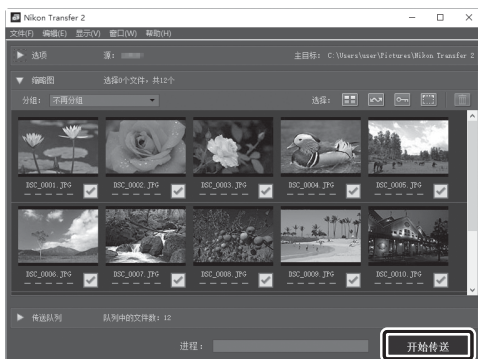 Nikon Transfer 2
文件(F) 编辑(E) 显示(V) 窗口(W) 帮助(H)
选项 源： 主目标： C:\Users\user\Pictures\Nikon Transfer 2
缩略图 选择0个文件，共12个
分组： 不再分组 选择：
DSC_0001.JPG DSC_0002.JPG DSC_0003.JPG DSC_0004.JPG DSC_0005.JPG
DSC_0006.JPG DSC_0007.JPG DSC_0008.JPG DSC_0009.JPG DSC_0010.JPG
传送队列 队列中的文件数：12
进程： 开始传送